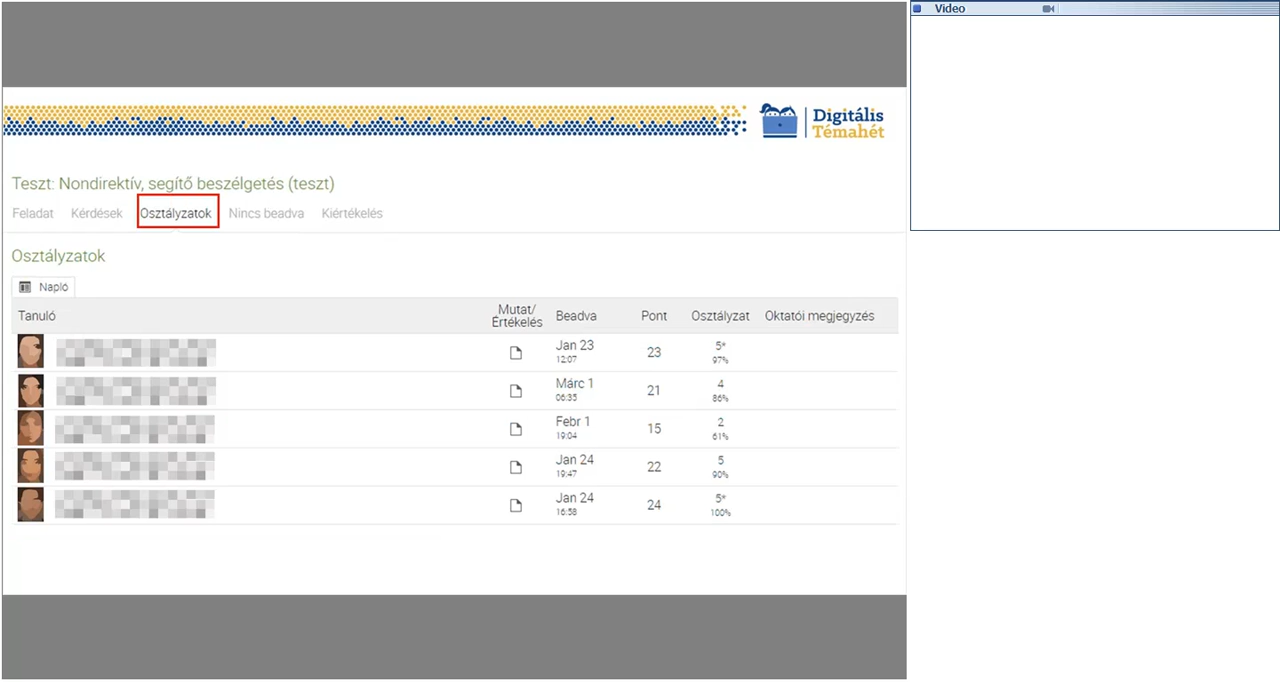 Video
Digitális
Témahét
Teszt: Nondirektív, segítő beszélgetés (teszt)
Feladat Kérdések Osztályzatok Nincs beadva Kiértékelés
Osztályzatok
Napló
Tanuló Mutat/ Értékelés Beadva Pont Osztályzat Oktatói megjegyzés
Jan 23 23 5*
12:07 97%
Márc 1 21 4
06:35 86%
Febr 1 15 2
19:04 61%
Jan 24 22 5
19:47 90%
Jan 24 24 5*
16:58 100%